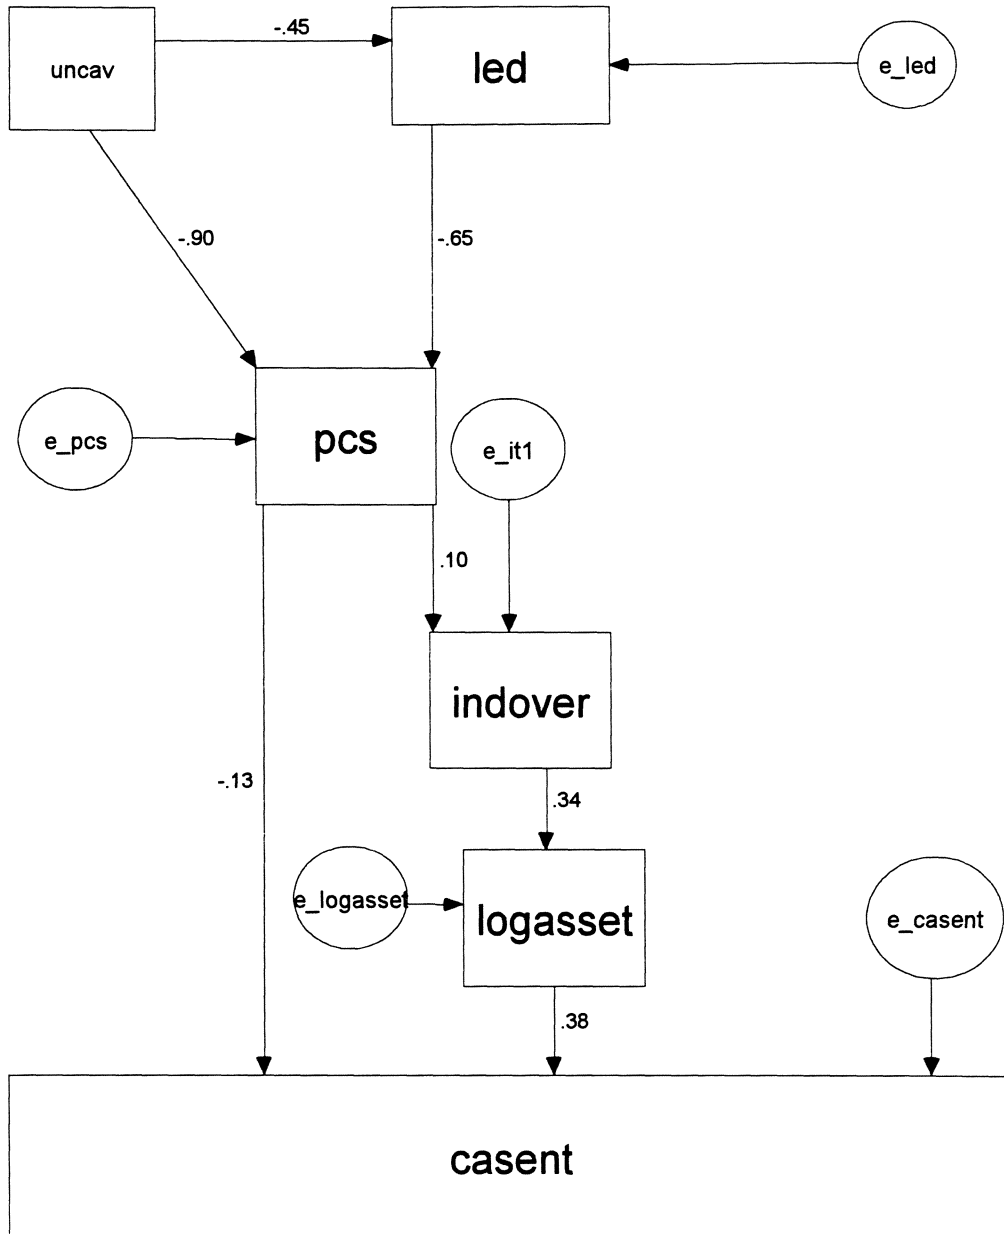 -.45
uncav
led
e_led
-.90
-.65
e_pcs
pcs
e_it1
.10
indover
-.13
.34
e_logasset
logasset
e_casent
.38
casent